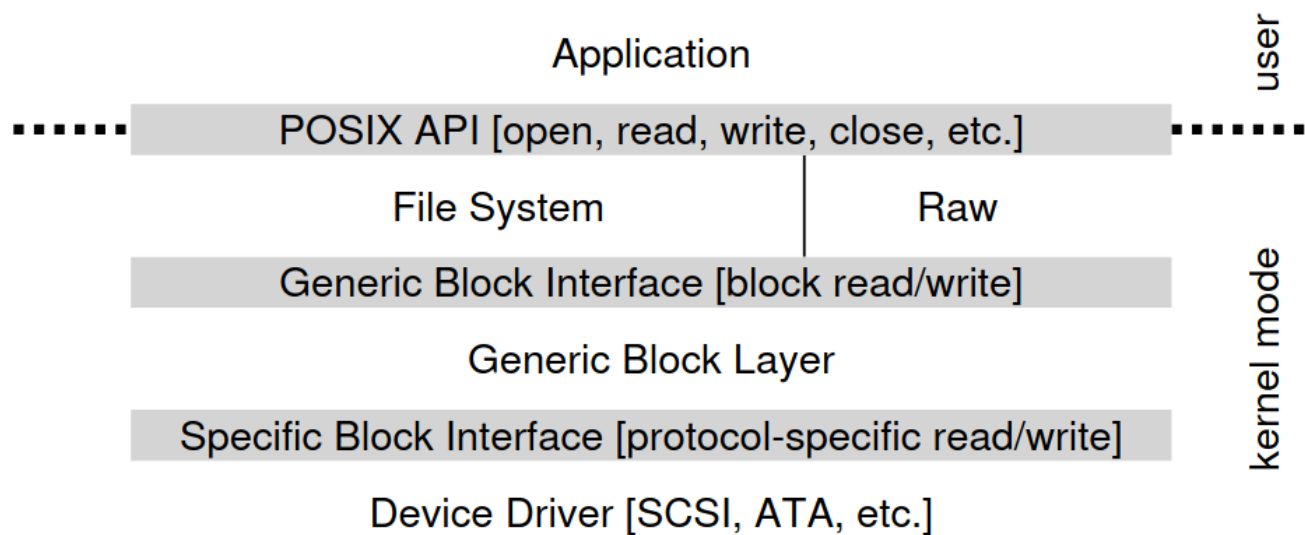 Application
user
POSIX API [open, read, write, close, etc.]
File System
Raw
Generic Block Interface [block read/write]
Generic Block Layer
kernel mode
Specific Block Interface [protocol-specific read/write]
Device Driver [SCSI, ATA, etc.]